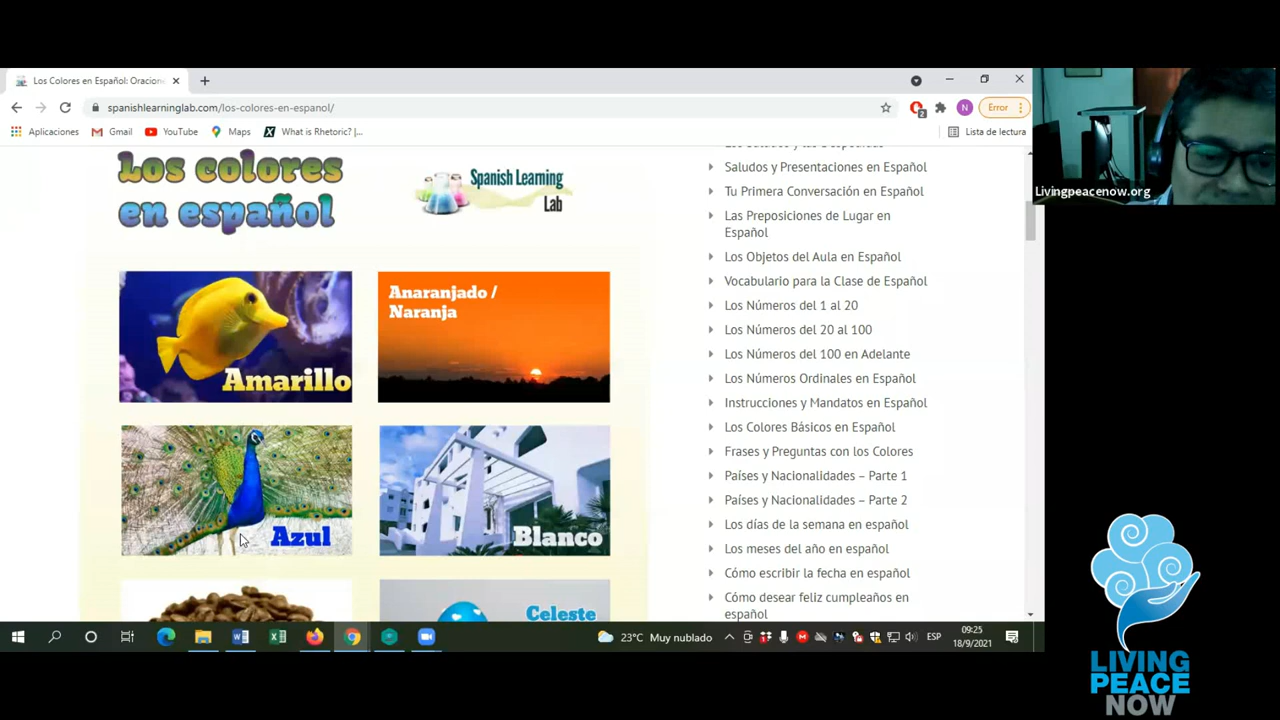 Los Colores en Español: Oracion
spanishlearninglab.com/los-colores-en-espanol/
Error
Aplicaciones
Gmail
YouTube
Maps
What is Rhetoric? |...
Lista de lectura
Los colores
en español
Spanish Learning
Lab
Amarillo
Anaranjado /
Naranja
Azul
Blanco
Celeste
Saludos y Presentaciones en Español
Tu Primera Conversación en Español
Las Preposiciones de Lugar en
Español
Los Objetos del Aula en Español
Vocabulario para la Clase de Español
Los Números del 1 al 20
Los Números del 20 al 100
Los Números del 100 en Adelante
Los Números Ordinales en Español
Instrucciones y Mandatos en Español
Los Colores Básicos en Español
Frases y Preguntas con los Colores
Países y Nacionalidades – Parte 1
Países y Nacionalidades – Parte 2
Los días de la semana en español
Los meses del año en español
Cómo escribir la fecha en español
Cómo desear feliz cumpleaños en
español
Livingpeacenow.org
23°C Muy nublado
ESP
09:25
18/9/2021
LIVING
PEACE
NOW